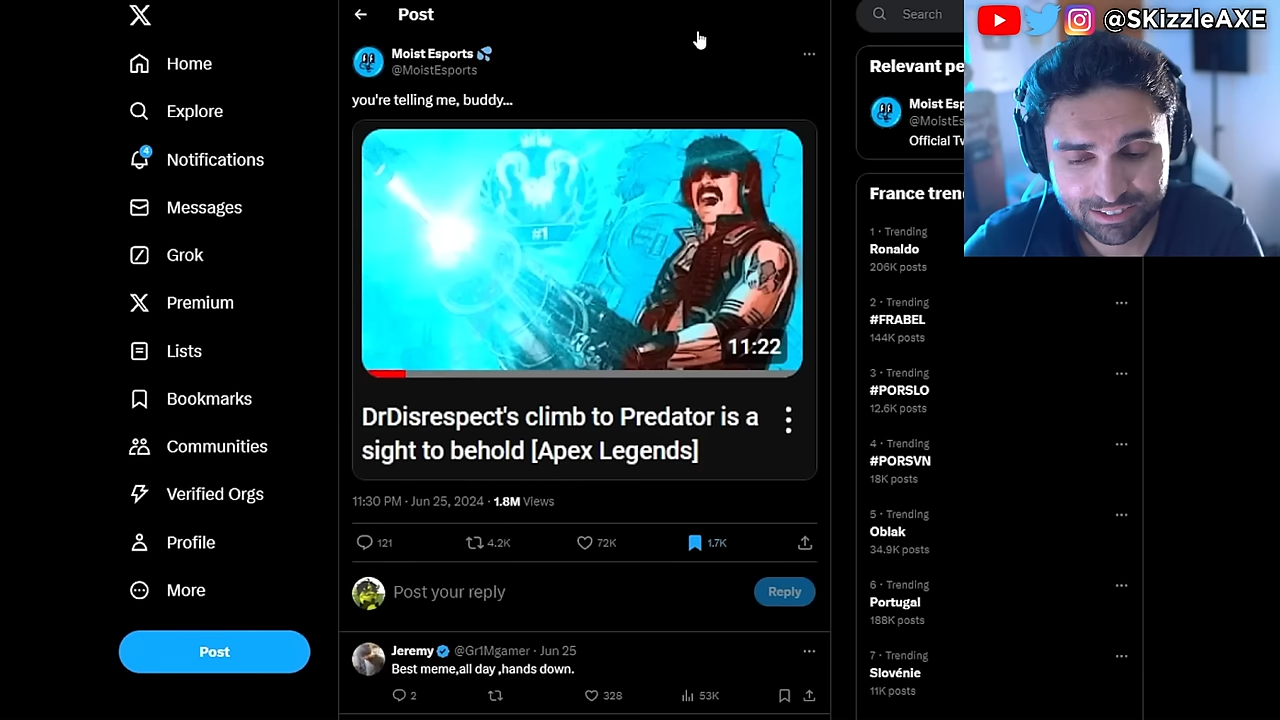 Home
Explore
4
Notifications
Messages
Grok
Premium
Lists
Bookmarks
Communities
Verified Orgs
Profile
More
Post
Post
Moist Esports
@MoistEsports
you're telling me, buddy...
#1
11:22
DrDisrespect's climb to Predator is a
sight to behold [Apex Legends]
11:30 PM · Jun 25, 2024 · 1.8M Views
121 4.2K 72K 1.7K
Post your reply
Reply
Jeremy @Gr1Mgamer · Jun 25
Best meme,all day ,hands down.
2 328 53K
Search
@SKizzleAXE
Relevant pe
Moist Esp
@MoistEs
Official Tw
France tren
1 · Trending
Ronaldo
206K posts
2 · Trending
#FRABEL
144K posts
3 · Trending
#PORSLO
12.6K posts
4 · Trending
#PORSVN
18K posts
5 · Trending
Oblak
34.9K posts
6 · Trending
Portugal
188K posts
7 · Trending
Slovénie
11K posts